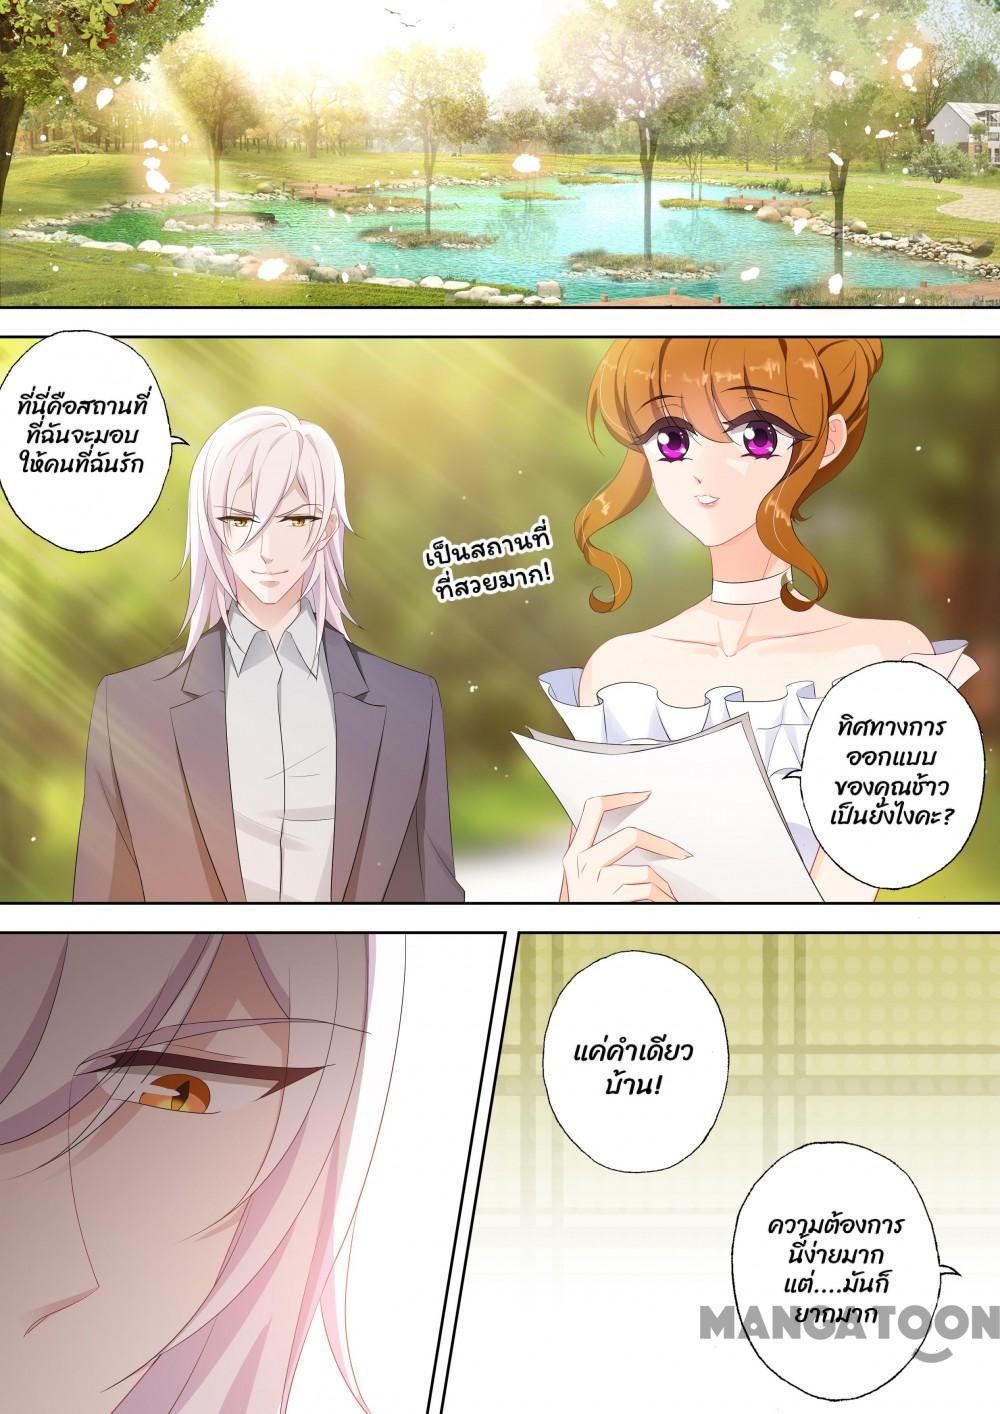 ที่นี่คือสถานที่
ที่ฉันจะมอบ
ให้คนที่ฉันรัก
เป็นสถานที่
ที่สวยมาก!
ทิศทางการ
ออกแบบ
ของคุณช้าว
เป็นยังไงคะ?
แค่คำเดียว
บ้าน!
ความต้องการ
นี้ง่ายมาก
แต่....มันก็
ยากมาก
MANGATOON